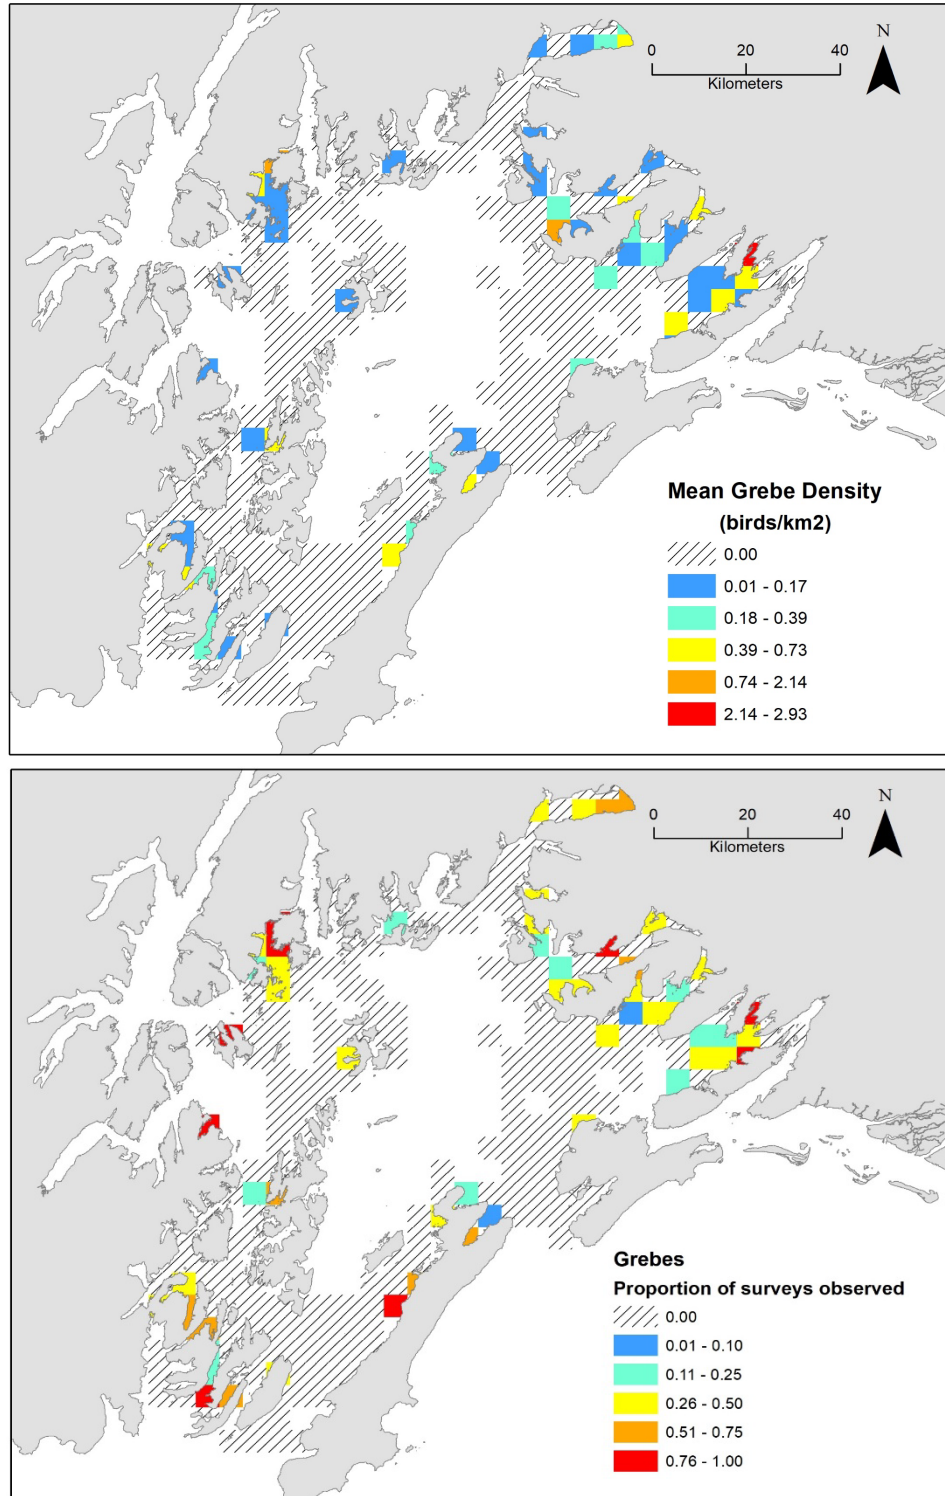 N
0 20 40
Kilometers
Mean Grebe Density
(birds/km2)
0.00
0.01 - 0.17
0.18 - 0.39
0.39 - 0.73
0.74 - 2.14
2.14 - 2.93
N
0 20 40
Kilometers
Grebes
Proportion of surveys observed
0.00
0.01 - 0.10
0.11 - 0.25
0.26 - 0.50
0.51 - 0.75
0.76 - 1.00